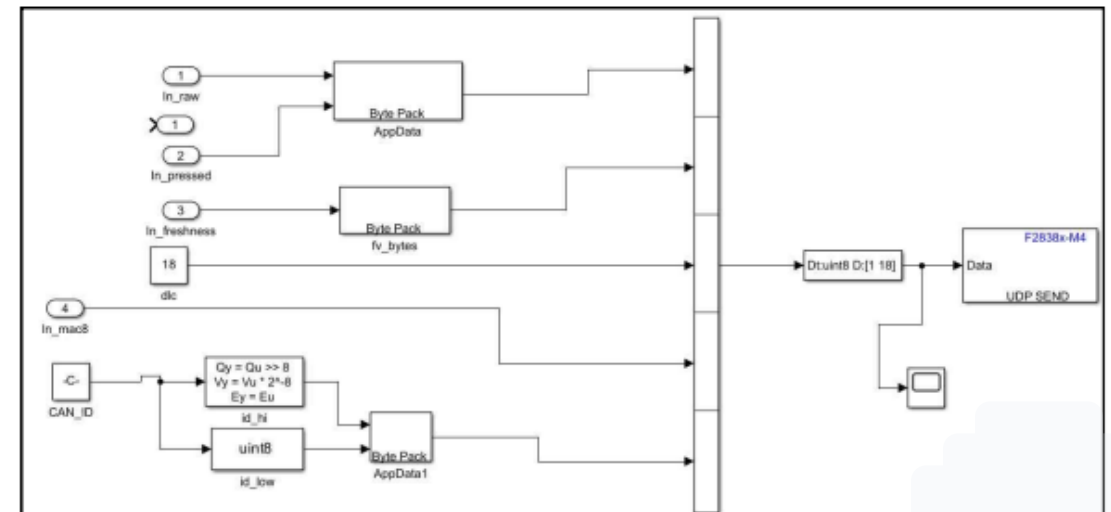 1
In_raw
Byte Pack
AppData
1
2
In_pressed
3
In_freshness
Byte Pack
fv_bytes
18
dlc
4
In_mac8
-C-
CAN_ID
Qy = Qu >> 8
Vy = Vu * 2^-8
Ey = Eu
id_hi
uint8
id_low
Byte Pack
AppData1
Dt:uint8 D:[1 18]
F2838x-M4
Data
UDP SEND